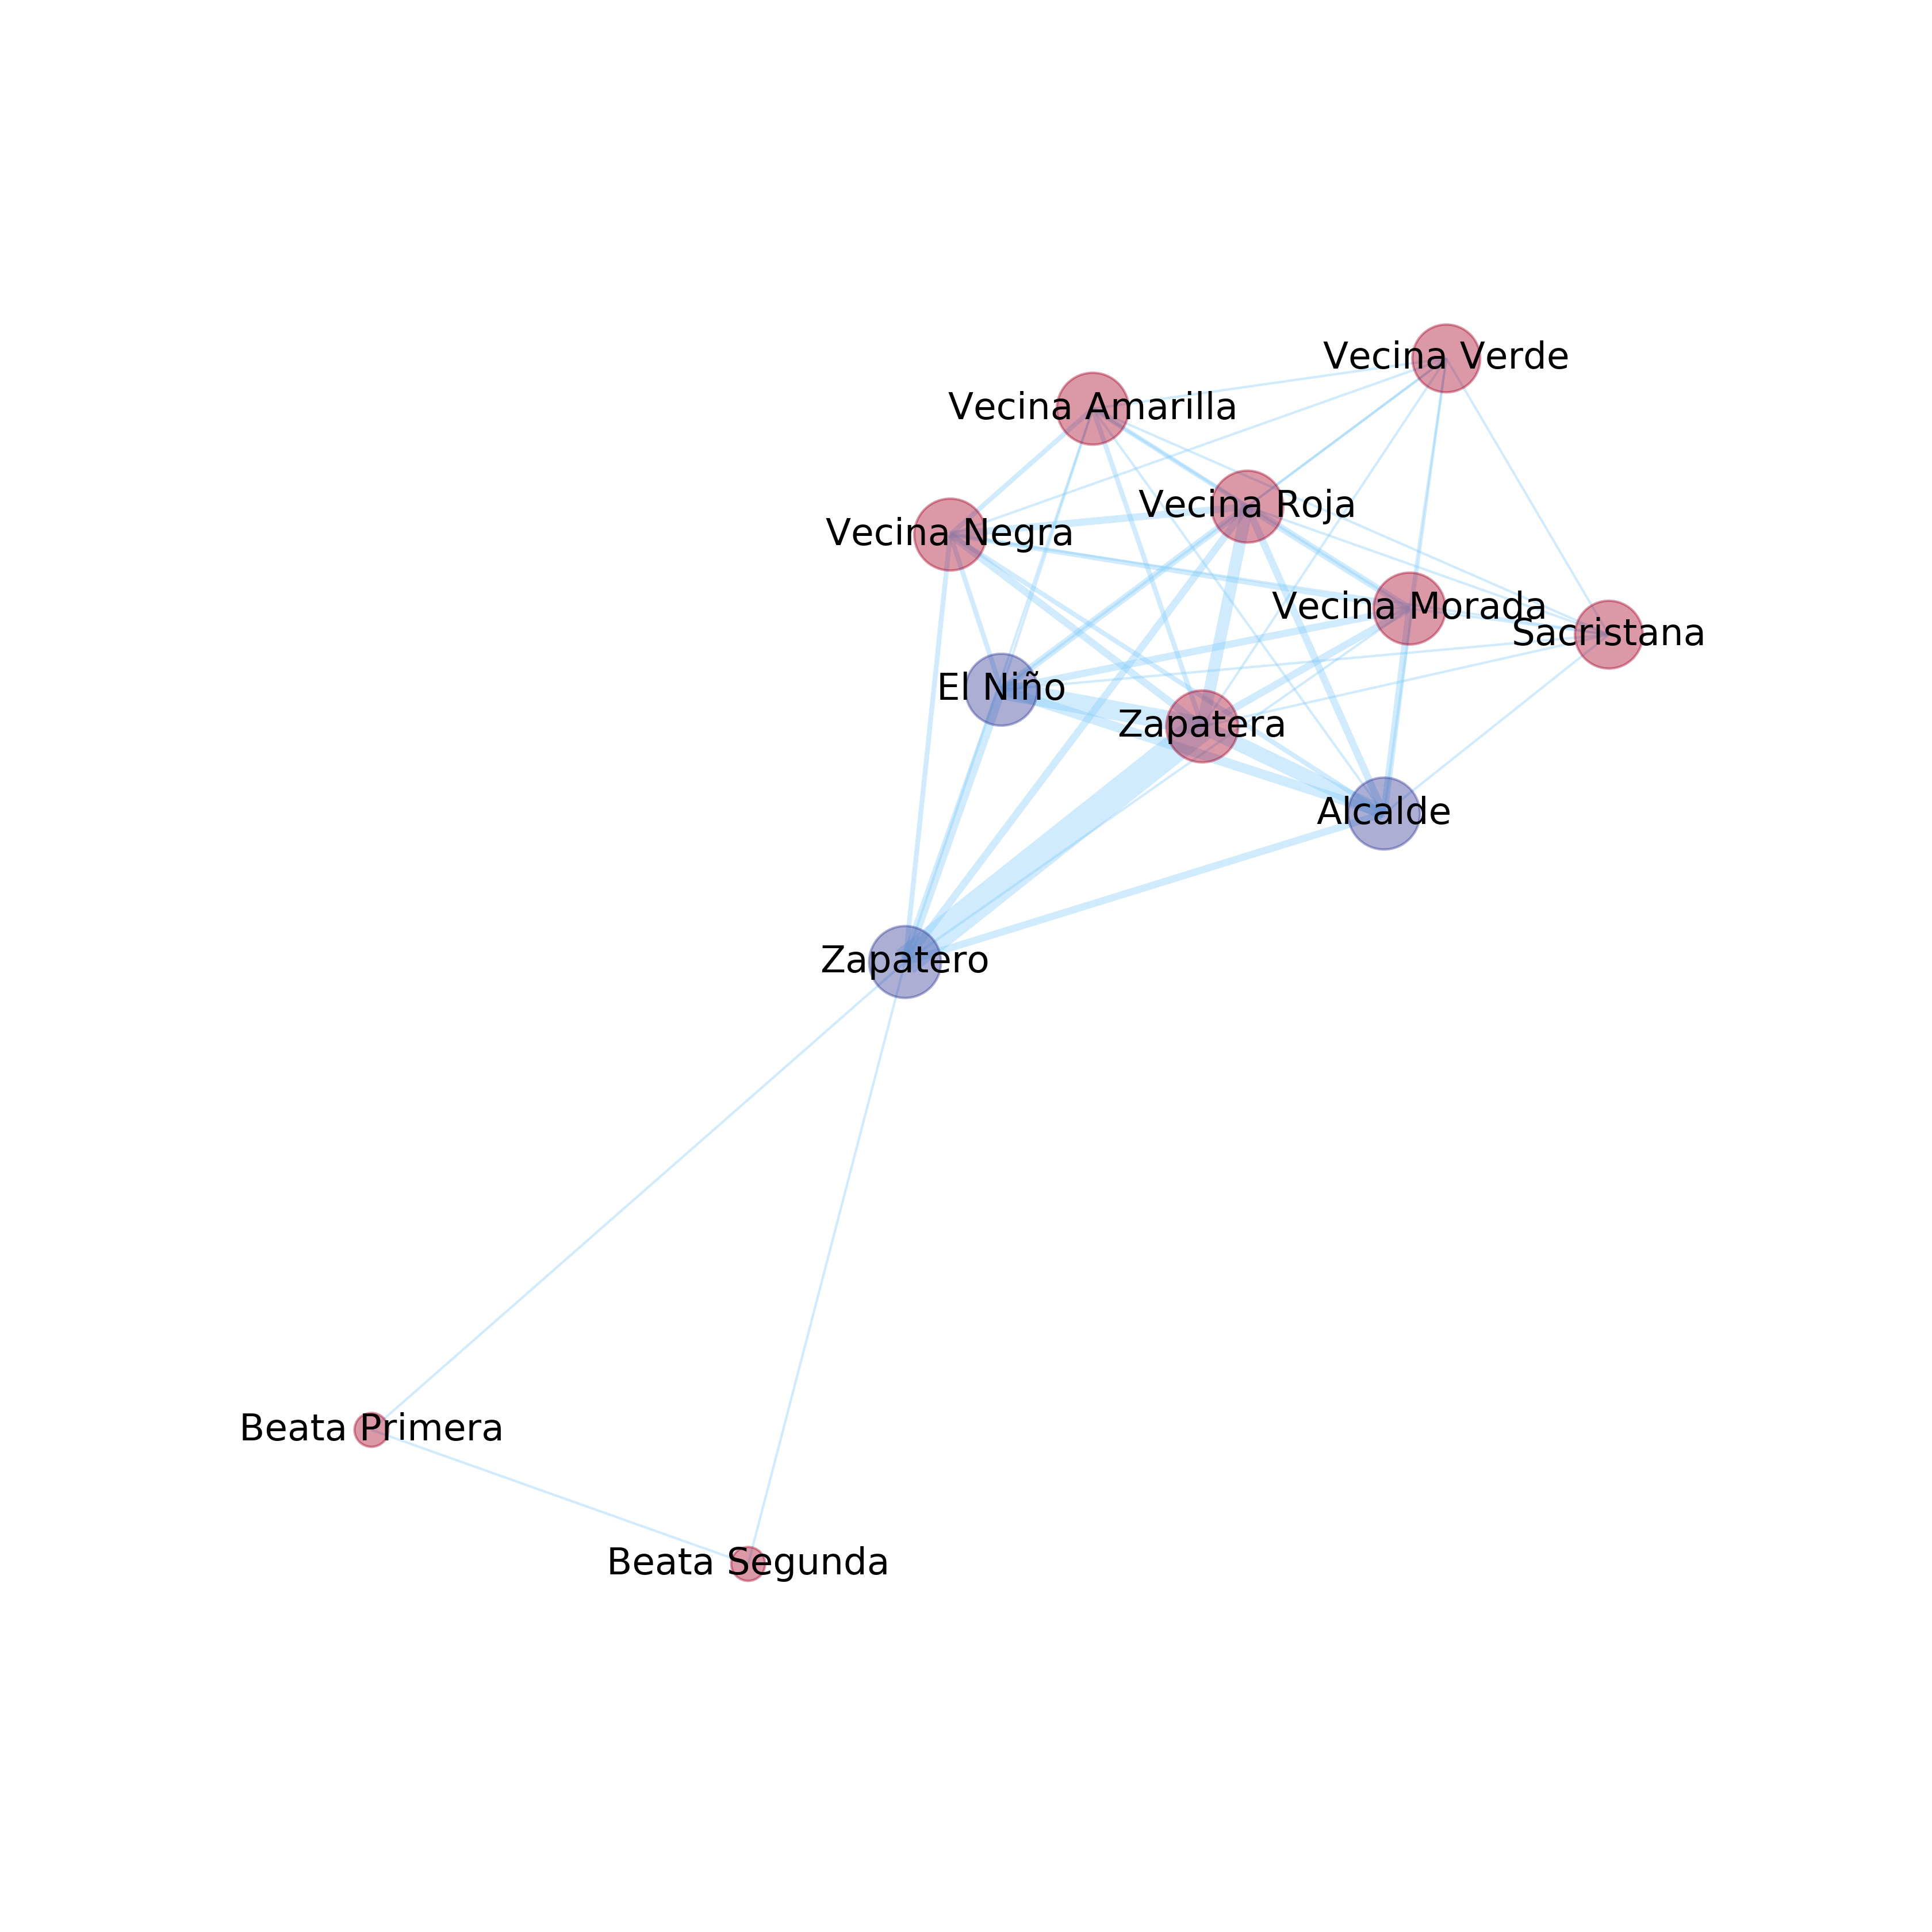 Vecina Verde
Vecina Amarilla
Vecina Roja
Vecina Negra
Vecina Morada
Sacristana
El Niño
Zapatera
Alcalde
Zapatero
Beata Primera
Beata Segunda